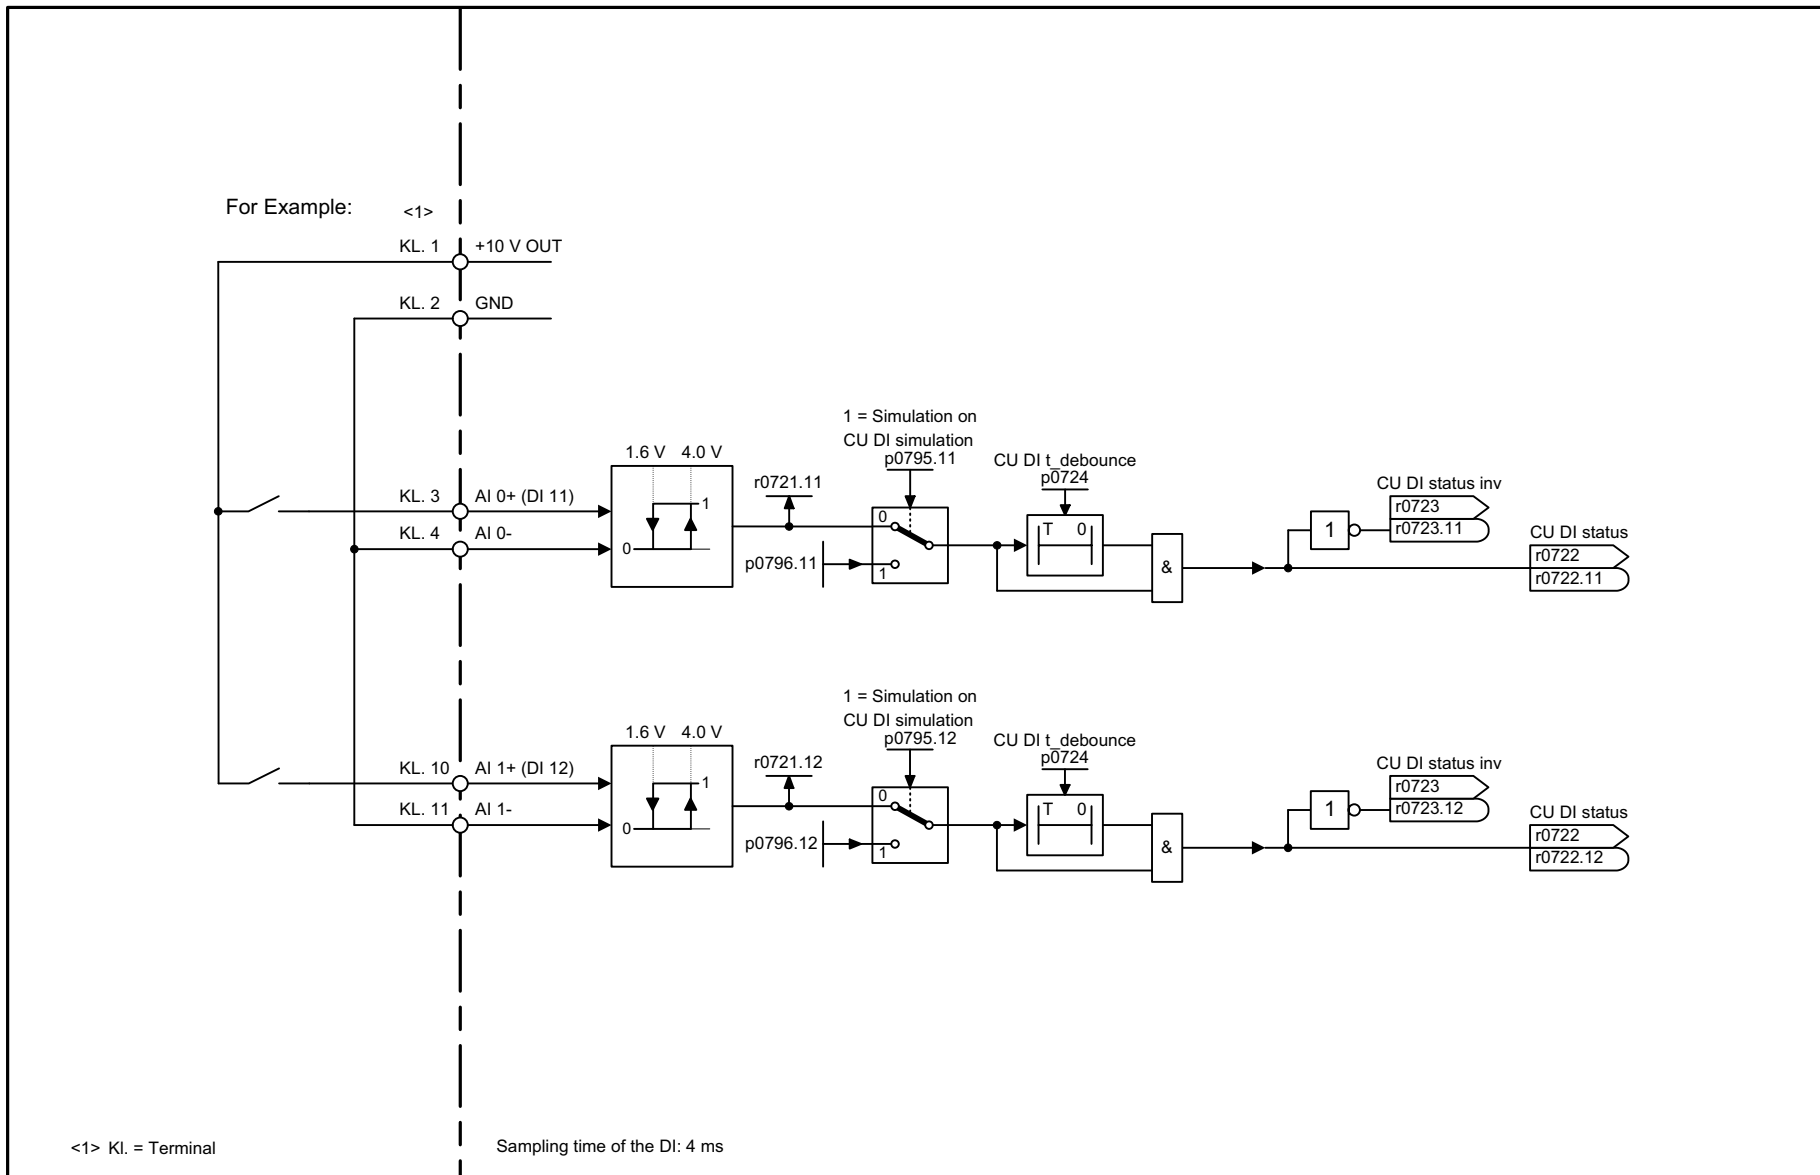 For Example:
<1>
KL. 1
+10 V OUT
KL. 2
GND
1 = Simulation on
CU DI simulation
p0795.11
1.6 V
4.0 V
CU DI t_debounce
p0724
r0721.11
CU DI status inv
r0723
r0723.11
KL. 3
AI 0+ (DI 11)
1
0
T
0
1
CU DI status
r0722
r0722.11
KL. 4
AI 0-
0
p0796.11
1
&
1 = Simulation on
CU DI simulation
p0795.12
1.6 V
4.0 V
CU DI t_debounce
p0724
r0721.12
CU DI status inv
r0723
r0723.12
KL. 10
AI 1+ (DI 12)
1
0
T
0
1
CU DI status
r0722
r0722.12
KL. 11
AI 1-
0
p0796.12
1
&
<1> Kl. = Terminal
Sampling time of the DI: 4 ms